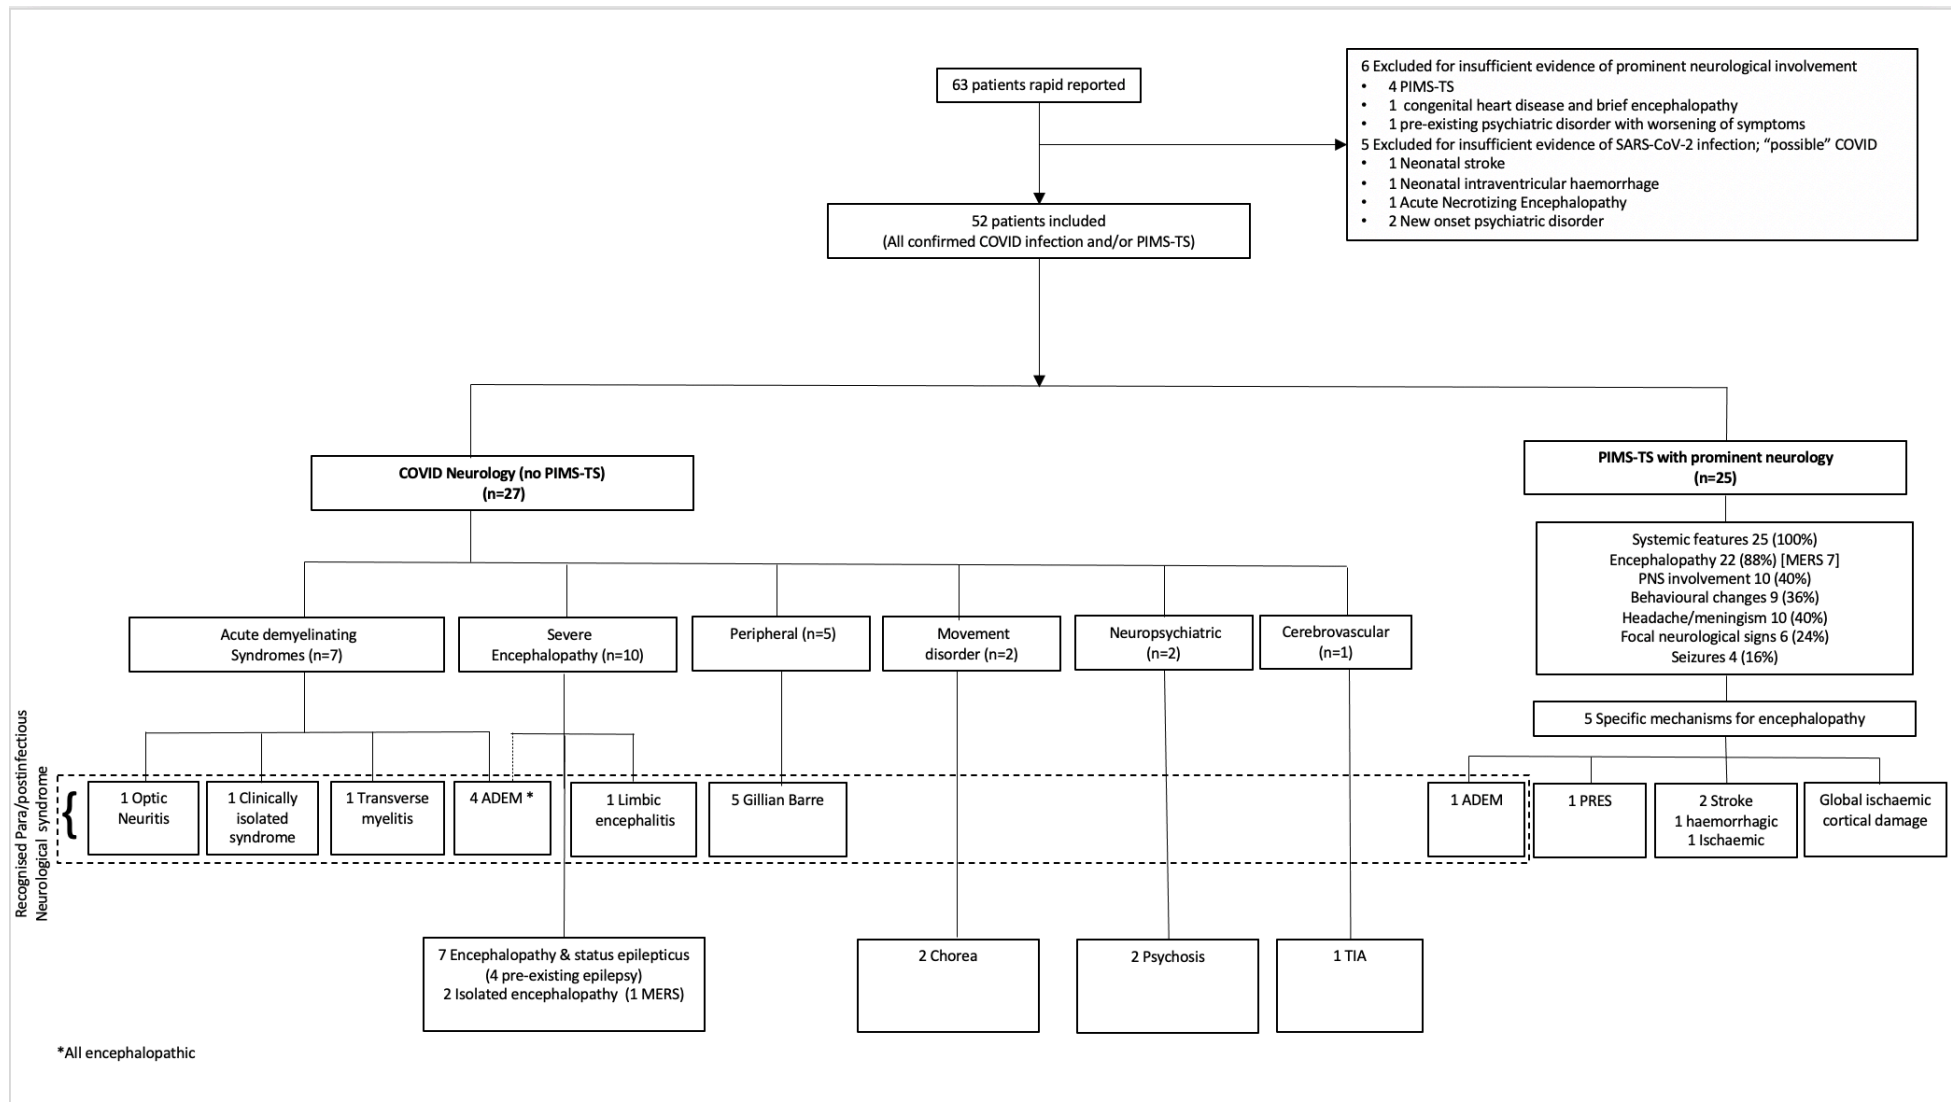 63 patients rapid reported
6 Excluded for insufficient evidence of prominent neurological involvement
• 4 PIMS-TS
• 1 congenital heart disease and brief encephalopathy
• 1 pre-existing psychiatric disorder with worsening of symptoms
5 Excluded for insufficient evidence of SARS-CoV-2 infection; “possible” COVID
• 1 Neonatal stroke
• 1 Neonatal intraventricular haemorrhage
• 1 Acute Necrotizing Encephalopathy
• 2 New onset psychiatric disorder
52 patients included
(All confirmed COVID infection and/or PIMS-TS)
COVID Neurology (no PIMS-TS)
(n=27)
PIMS-TS with prominent neurology
(n=25)
Systemic features 25 (100%)
Encephalopathy 22 (88%) [MERS 7]
PNS involvement 10 (40%)
Behavioural changes 9 (36%)
Headache/meningism 10 (40%)
Focal neurological signs 6 (24%)
Seizures 4 (16%)
Acute demyelinating
Syndromes (n=7)
Severe
Encephalopathy (n=10)
Peripheral (n=5)
Movement
disorder (n=2)
Neuropsychiatric
(n=2)
Cerebrovascular
(n=1)
5 Specific mechanisms for encephalopathy
Recognised Para/postinfectious
Neurological syndrome
{
1 Optic
Neuritis
1 Clinically
isolated
syndrome
1 Transverse
myelitis
4 ADEM *
1 Limbic
encephalitis
5 Gillian Barre
1 ADEM
1 PRES
2 Stroke
1 haemorrhagic
1 Ischaemic
Global ischaemic
cortical damage
7 Encephalopathy & status epilepticus
(4 pre-existing epilepsy)
2 Isolated encephalopathy (1 MERS)
2 Chorea
2 Psychosis
1 TIA
*All encephalopathic